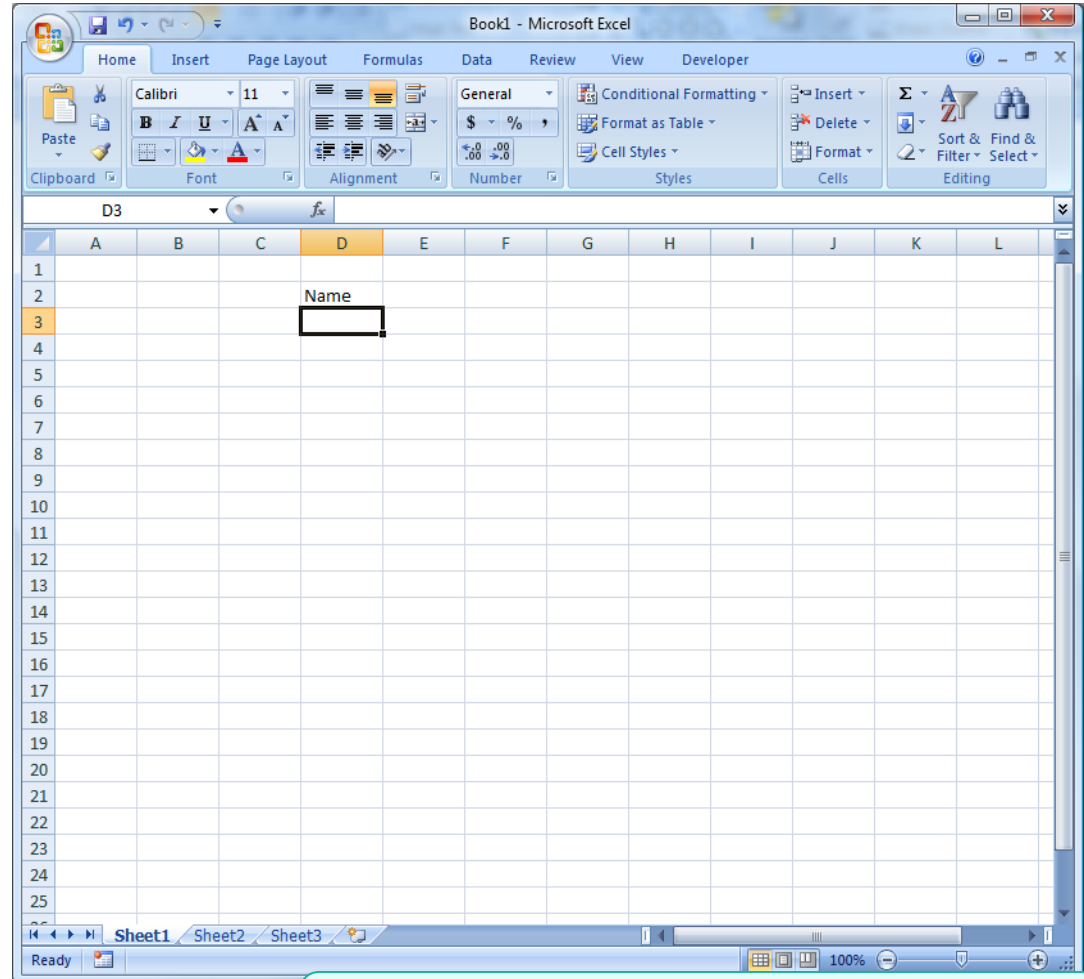 Book1 - Microsoft Excel
Home Insert Page Layout Formulas Data Review View Developer
Calibri 11 General Conditional Formatting Insert Σ
Paste B I U A A $ % , Format as Table Delete Sort & Filter Find & Select
A .00 .0 Cell Styles Format
Clipboard Font Alignment Number Styles Cells Editing
D3 fx
A B C D E F G H I J K L
1
2 Name
3
4
5
6
7
8
9
10
11
12
13
14
15
16
17
18
19
20
21
22
23
24
25
Sheet1 Sheet2 Sheet3
Ready 100%